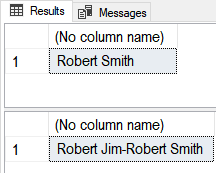 Results Messages
(No column name)
1 Robert Smith
(No column name)
1 Robert Jim-Robert Smith